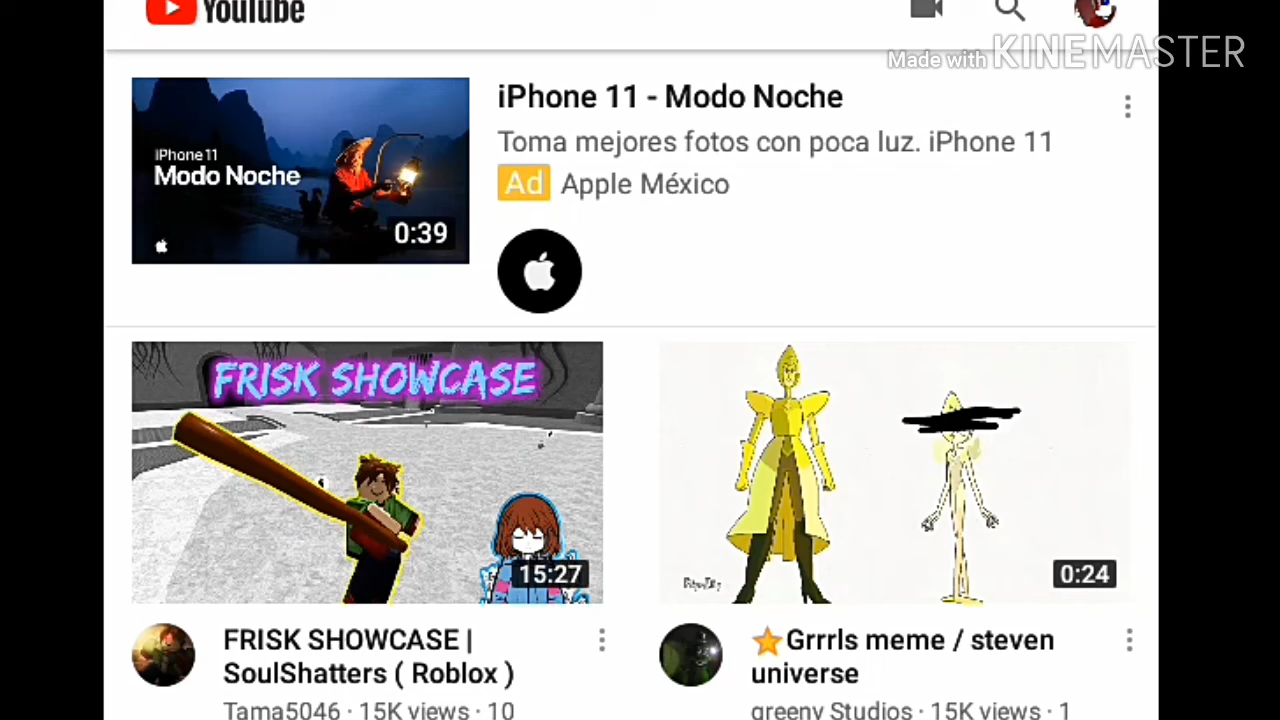 YouTube
Made with KINEMASTER
iPhone 11 - Modo Noche
Toma mejores fotos con poca luz. iPhone 11
Ad Apple México
iPhone 11
Modo Noche
0:39
FRISK SHOWCASE
15:27
0:24
FRISK SHOWCASE |
SoulShatters ( Roblox )
Tama5046 · 15K views · 10
⭐Grrrls meme / steven
universe
greeny Studios · 15K views · 1